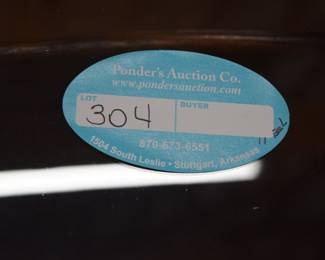 Ponder's Auction Co.
www.pondersauction.com
LOT
BUYER
304
870-673-6551
1504 South Leslie • Stuttgart, Arkansas